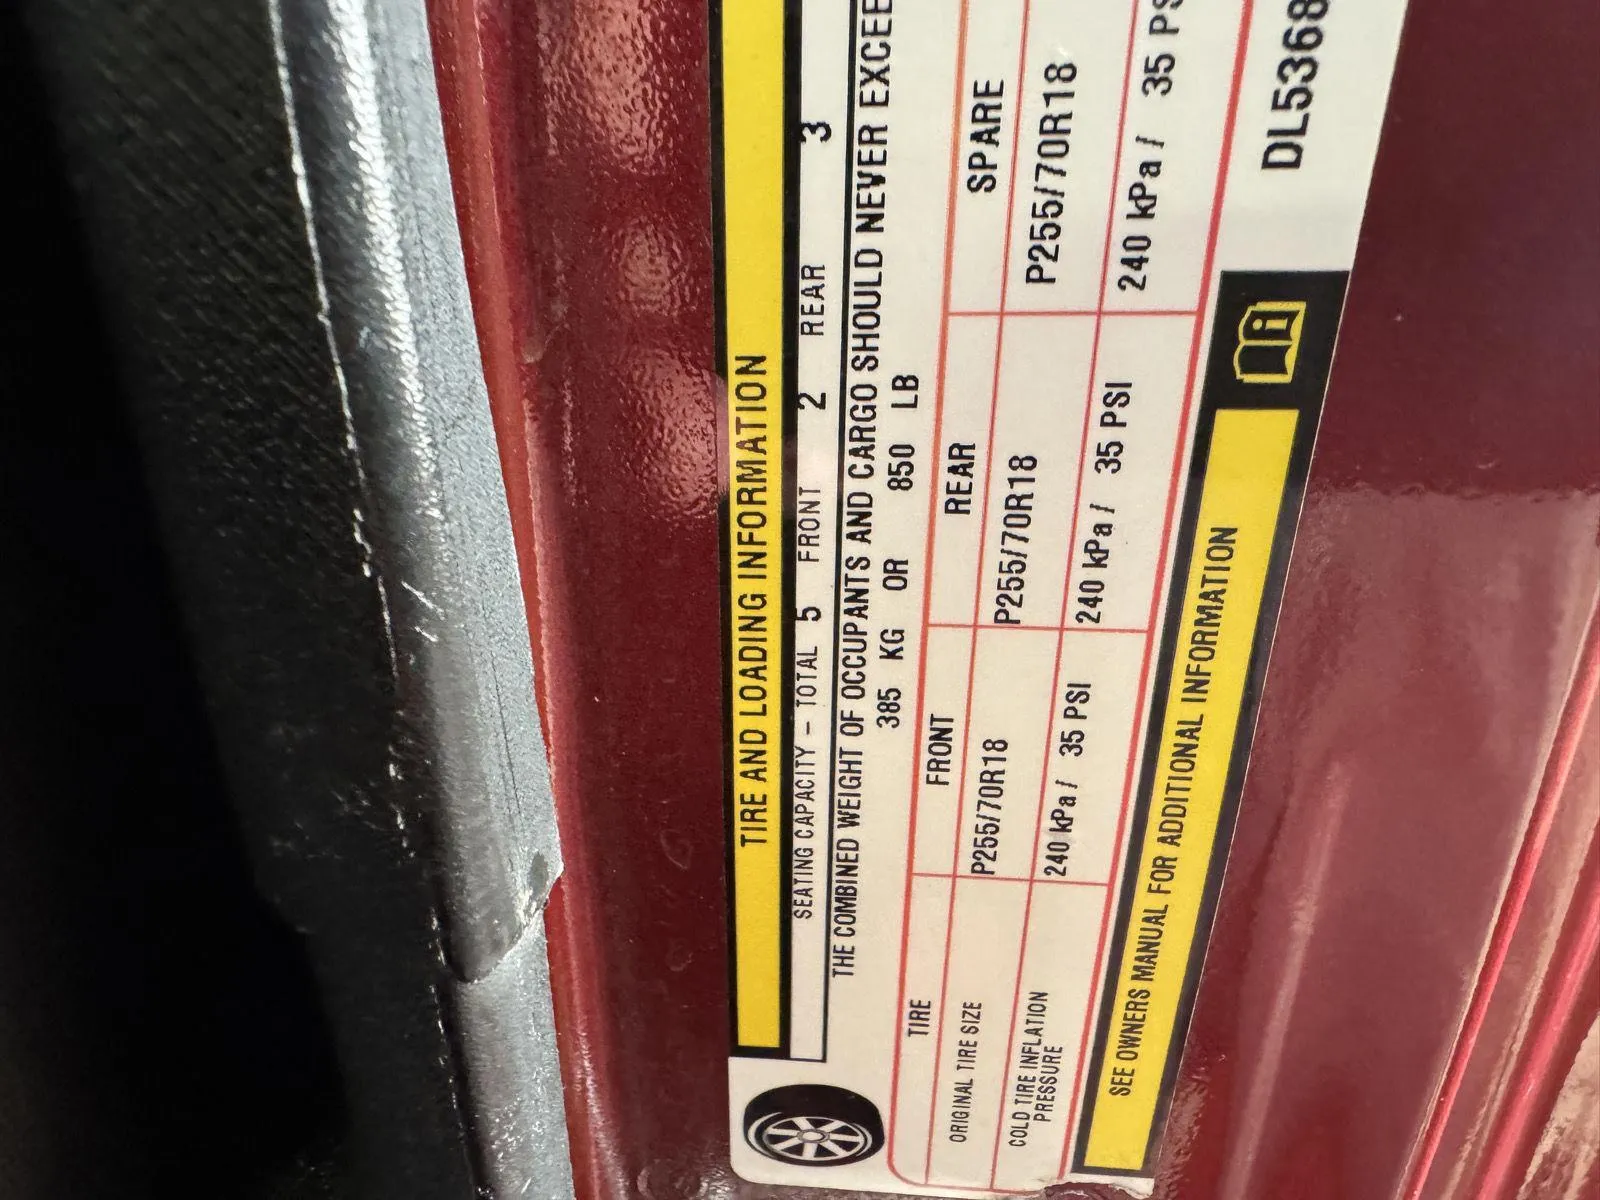 TIRE AND LOADING INFORMATION
SEATING CAPACITY - TOTAL 5 FRONT 2 REAR 3
THE COMBINED WEIGHT OF OCCUPANTS AND CARGO SHOULD NEVER EXCEE
385 KG OR 850 LB
TIRE FRONT REAR SPARE
ORIGINAL TIRE SIZE P255/70R18 P255/70R18 P255/70R18
COLD TIRE INFLATION PRESSURE 240 kPa / 35 PSI 240 kPa / 35 PSI 240 kPa / 35 PS
SEE OWNERS MANUAL FOR ADDITIONAL INFORMATION
DL5368